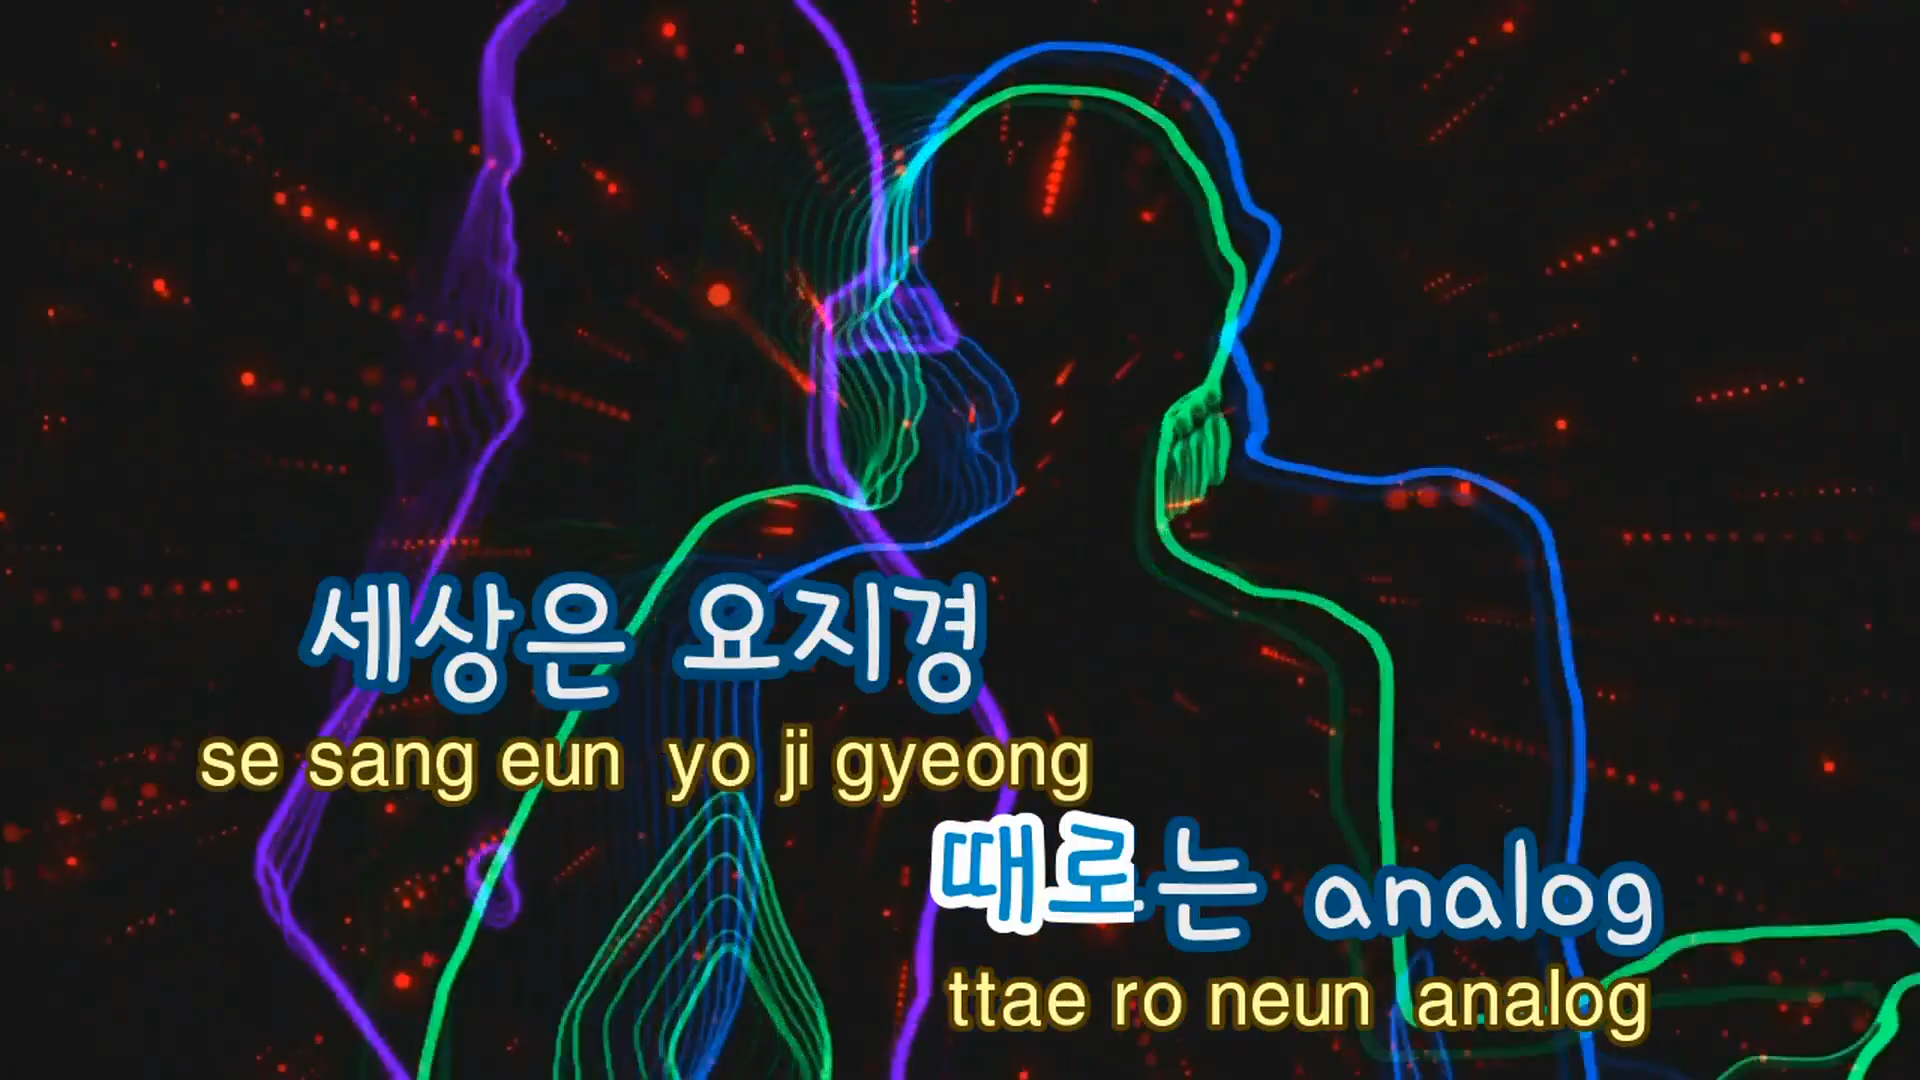 세상은 요지경
se sang eun yo ji gyeong
때로는 analog
ttae ro neun analog